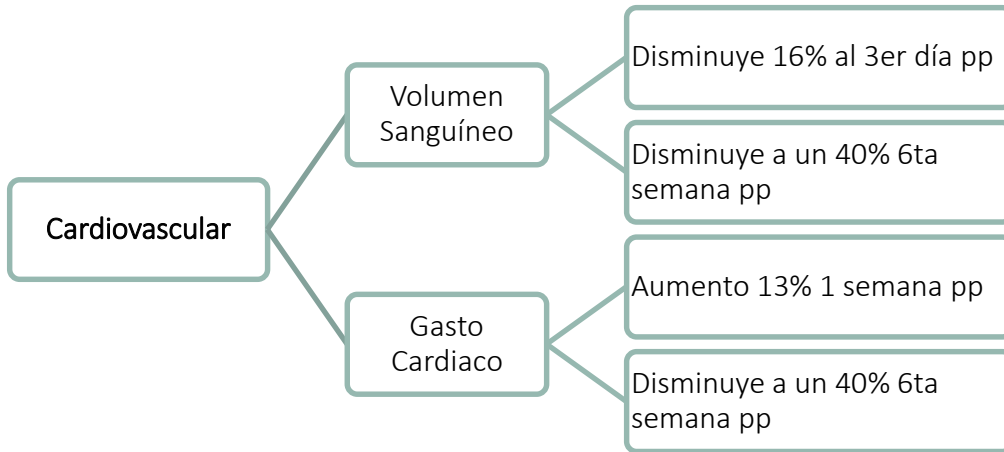 Cardiovascular
Volumen
Sanguíneo
Disminuye 16% al 3er día pp
Disminuye a un 40% 6ta
semana pp
Gasto
Cardiaco
Aumento 13% 1 semana pp
Disminuye a un 40% 6ta
semana pp